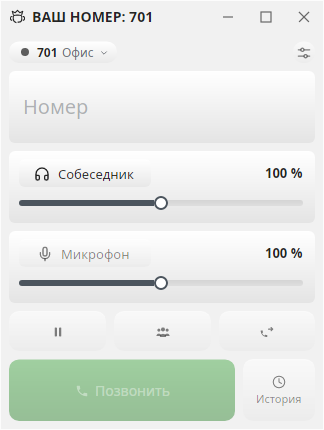 ВАШ НОМЕР: 701
701 Офис
Номер
Собеседник 100 %
Микрофон 100 %
Позвонить
История